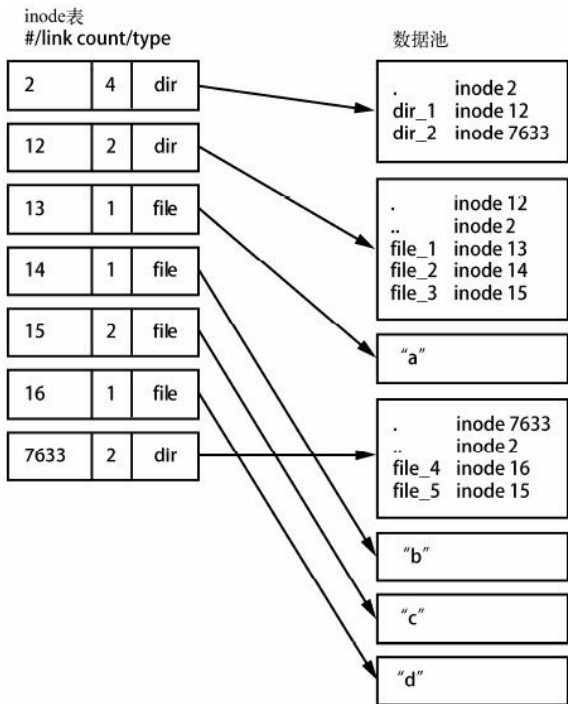 inode表
#/link count/type
2 4 dir
12 2 dir
13 1 file
14 1 file
15 2 file
16 1 file
7633 2 dir
数据池
. inode 2
dir_1 inode 12
dir_2 inode 7633
. inode 12
.. inode 2
file_1 inode 13
file_2 inode 14
file_3 inode 15
“a”
. inode 7633
.. inode 2
file_4 inode 16
file_5 inode 15
“b”
“c”
“d”